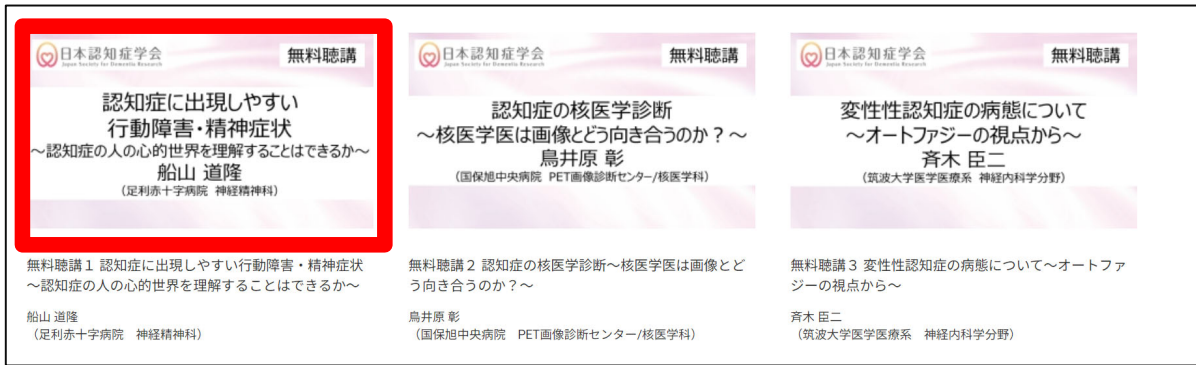 日本認知症学会
Japan Society for Dementia Research
無料聴講
認知症に出現しやすい
行動障害・精神症状
～認知症の人の心的世界を理解することはできるか～
船山 道隆
（足利赤十字病院 神経精神科）
無料聴講１ 認知症に出現しやすい行動障害・精神症状
～認知症の人の心的世界を理解することはできるか～
船山 道隆
（足利赤十字病院　神経精神科）
日本認知症学会
Japan Society for Dementia Research
無料聴講
認知症の核医学診断
～核医学医は画像とどう向き合うのか？～
鳥井原 彰
（国保旭中央病院 PET画像診断センター/核医学科）
無料聴講２ 認知症の核医学診断～核医学医は画像とど
う向き合うのか？～
鳥井原 彰
（国保旭中央病院　PET画像診断センター/核医学科）
日本認知症学会
Japan Society for Dementia Research
無料聴講
変性性認知症の病態について
～オートファジーの視点から～
斉木 臣二
（筑波大学医学医療系 神経内科学分野）
無料聴講３ 変性性認知症の病態について～オートファ
ジーの視点から～
斉木 臣二
（筑波大学医学医療系　神経内科学分野）